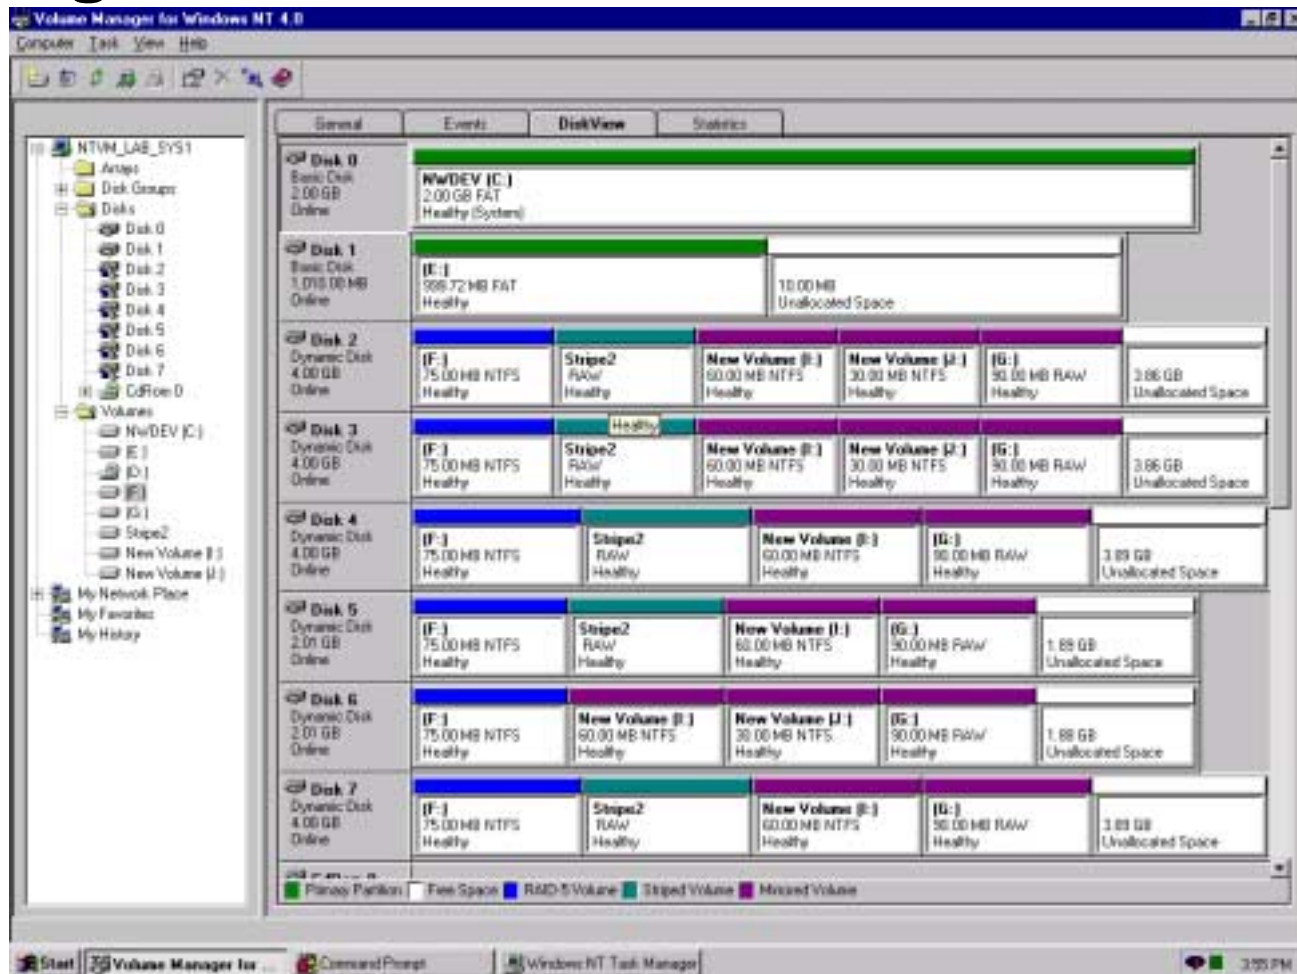 Volume Manager for Windows NT 4.0
Computer Task View Help
General Events DiskView Statistics
NTVM_LAB_SYS1
Arrays
Disk Groups
Disks
Disk 0
Disk 1
Disk 2
Disk 3
Disk 4
Disk 5
Disk 6
Disk 7
CdRom 0
Volumes
NWDEV (C:)
(E:)
(D:)
(F:)
(G:)
Stripe2
New Volume (I:)
New Volume (J:)
My Network Place
My Favorites
My History
Disk 0
Basic Disk
2.00 GB
Online
NWDEV (C:)
2.00 GB FAT
Healthy (System)
Disk 1
Basic Disk
Online
(E:)
FAT
Healthy
10.00 MB
Unallocated Space
Disk 2
Dynamic Disk
4.00 GB
Online
(F:)
75.00 MB NTFS
Healthy
Stripe2
RAW
Healthy
New Volume (I:)
60.00 MB NTFS
Healthy
New Volume (J:)
30.00 MB NTFS
Healthy
(G:)
90.00 MB RAW
Healthy
3.86 GB
Unallocated Space
Healthy
Disk 3
Dynamic Disk
4.00 GB
Online
(F:)
75.00 MB NTFS
Healthy
Stripe2
RAW
Healthy
New Volume (I:)
60.00 MB NTFS
Healthy
New Volume (J:)
30.00 MB NTFS
Healthy
(G:)
90.00 MB RAW
Healthy
3.86 GB
Unallocated Space
Disk 4
Dynamic Disk
4.00 GB
Online
(F:)
75.00 MB NTFS
Healthy
Stripe2
RAW
Healthy
New Volume (I:)
60.00 MB NTFS
Healthy
(G:)
90.00 MB RAW
Healthy
3.89 GB
Unallocated Space
Disk 5
Dynamic Disk
2.01 GB
Online
(F:)
75.00 MB NTFS
Healthy
Stripe2
RAW
Healthy
New Volume (I:)
60.00 MB NTFS
Healthy
(G:)
90.00 MB RAW
Healthy
1.89 GB
Unallocated Space
Disk 6
Dynamic Disk
2.01 GB
Online
(F:)
75.00 MB NTFS
Healthy
New Volume (I:)
60.00 MB NTFS
Healthy
New Volume (J:)
30.00 MB NTFS
Healthy
(G:)
90.00 MB RAW
Healthy
1.88 GB
Unallocated Space
Disk 7
Dynamic Disk
4.00 GB
Online
(F:)
75.00 MB NTFS
Healthy
Stripe2
RAW
Healthy
New Volume (I:)
60.00 MB NTFS
Healthy
(G:)
90.00 MB RAW
Healthy
3.89 GB
Unallocated Space
Primary Partition Free Space RAID-5 Volume Striped Volume Mirrored Volume
Start Volume Manager for ... Command Prompt Windows NT Task Manager 3:55 PM